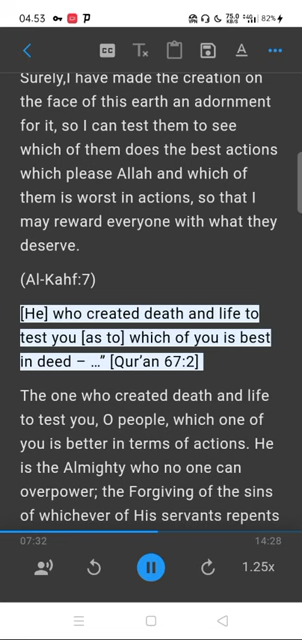 04.53
75.0 KB/S
82%
CC
Surely,I have made the creation on
the face of this earth an adornment
for it, so I can test them to see
which of them does the best actions
which please Allah and which of
them is worst in actions, so that I
may reward everyone with what they
deserve.
(Al-Kahf:7)
[He] who created death and life to
test you [as to] which of you is best
in deed – …” [Qur’an 67:2]
The one who created death and life
to test you, O people, which one of
you is better in terms of actions. He
is the Almighty who no one can
overpower; the Forgiving of the sins
of whichever of His servants repents
07:32
14:28
1.25x